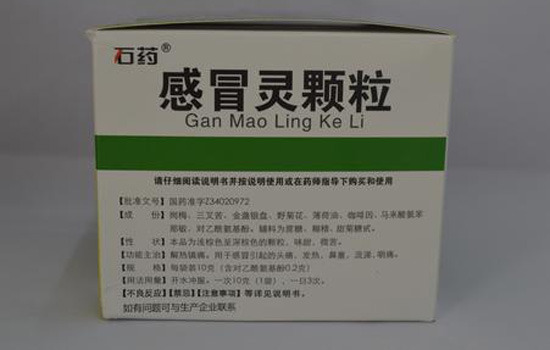 石药®
感冒灵颗粒
Gan Mao Ling Ke Li
请仔细阅读说明书并按说明使用或在药师指导下购买和使用
【批准文号】国药准字Z34020972
【成 份】岗梅、三叉苦、金盏银盘、野菊花、薄荷油、咖啡因、马来酸氯苯
那敏、对乙酰氨基酚。辅料为蔗糖、糊精、甜菊糖甙。
【性 状】本品为浅棕色至深棕色的颗粒，味甜、微苦。
【功能主治】解热镇痛。用于感冒引起的头痛，发热，鼻塞，流涕，咽痛。
【规 格】每袋装10克（含对乙酰氨基酚0.2克）
【用法用量】开水冲服。一次10克（1袋），一日3次。
【不良反应】【禁忌】【注意事项】等详见说明书。
如有问题可与生产企业联系